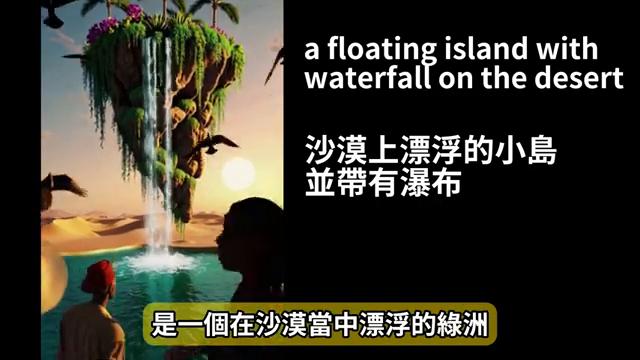 a floating island with
waterfall on the desert
沙漠上漂浮的小島
並帶有瀑布
是一個在沙漠當中漂浮的綠洲